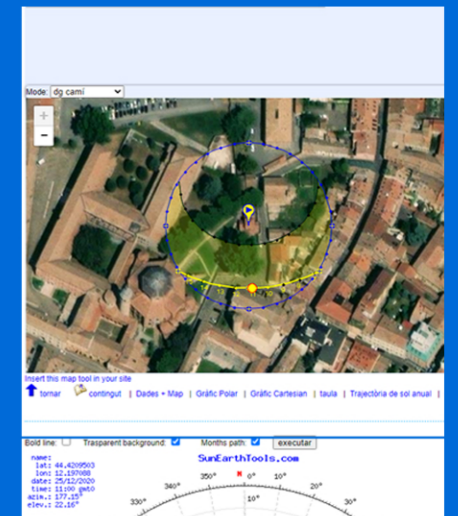 Mode: dg camí
+
−
Insert this map tool in your site
tornar contingut | Dades + Map | Gràfic Polar | Gràfic Cartesian | taula | Trajectòria de sol anual |
Bold line: Trasparent background: Months path: executar
name:
lat: 44.4209503
lon: 12.197088
date: 25/12/2020
time: 11:00 gmt0
azim.: 177.15°
elev.: 22.16°
SunEarthTools.com
330° 340° 350° N 0° 10° 20° 30°
10°